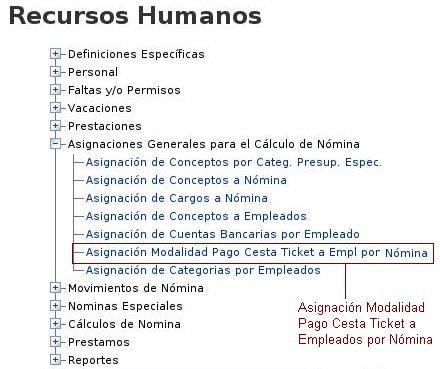 Recursos Humanos
Definiciones Específicas
Personal
Faltas y/o Permisos
Vacaciones
Prestaciones
Asignaciones Generales para el Cálculo de Nómina
Asignación de Conceptos por Categ. Presup. Espec.
Asignación de Conceptos a Nómina
Asignación de Cargos a Nómina
Asignación de Conceptos a Empleados
Asignación de Cuentas Bancarias por Empleado
Asignación Modalidad Pago Cesta Ticket a Empl por Nómina
Asignación de Categorias por Empleados
Movimientos de Nómina
Nominas Especiales
Cálculos de Nomina
Prestamos
Reportes
Asignación Modalidad
Pago Cesta Ticket a
Empleados por Nómina